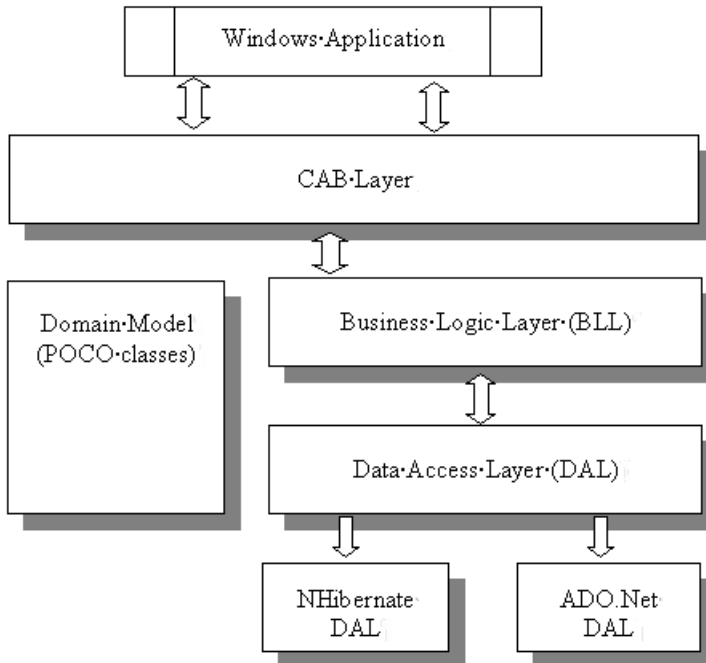 Windows·Application
CAB·Layer
Domain·Model
(POCO·classes)
Business·Logic·Layer·(BLL)
Data·Access·Layer·(DAL)
NHibernate·
DAL
ADO.Net·
DAL